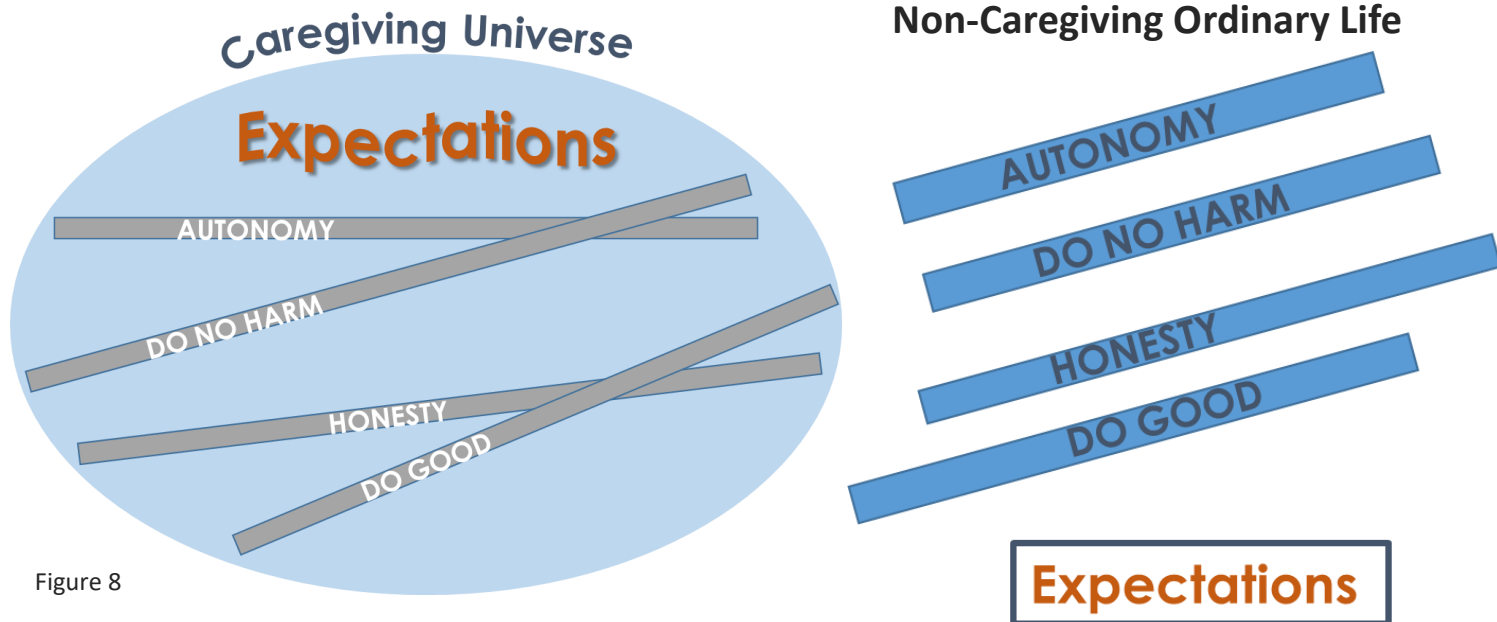 Caregiving Universe
Expectations
AUTONOMY
DO NO HARM
HONESTY
DO GOOD
Figure 8
Non-Caregiving Ordinary Life
AUTONOMY
DO NO HARM
HONESTY
DO GOOD
Expectations